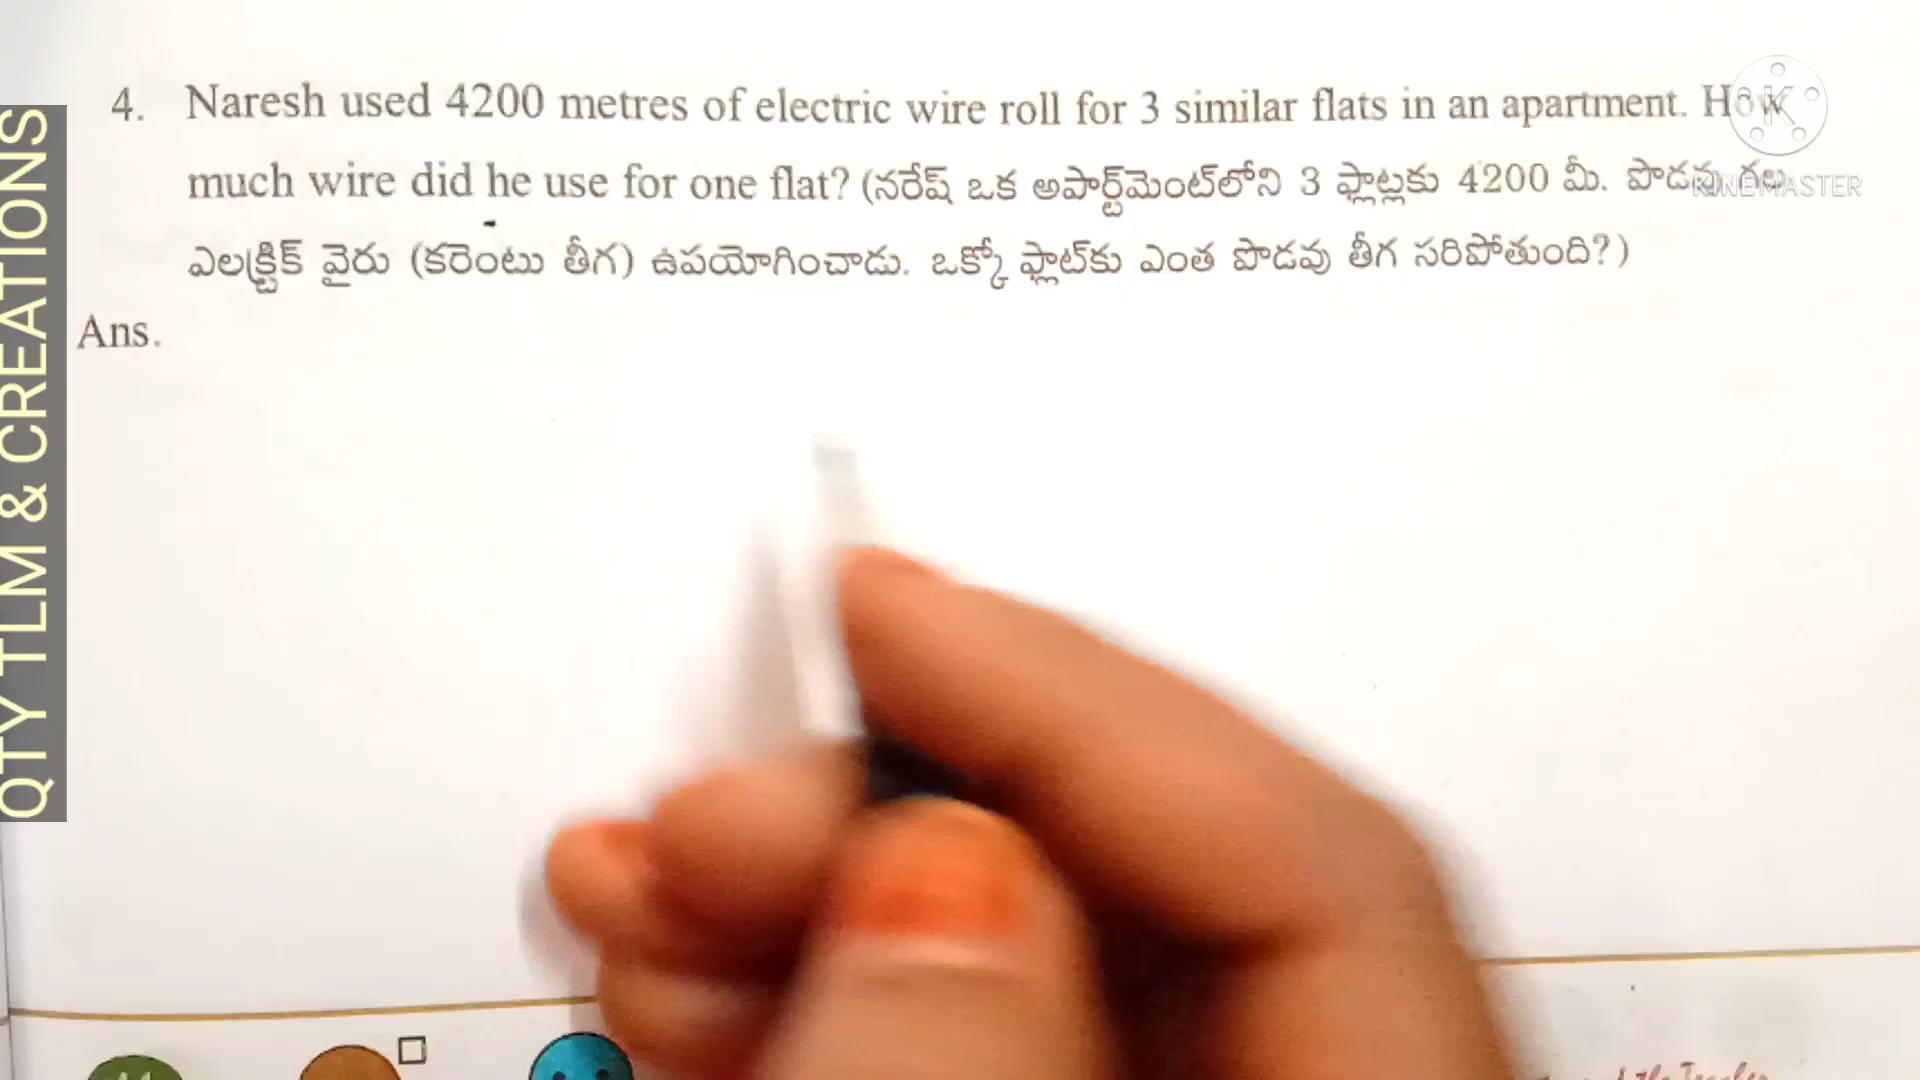 4. Naresh used 4200 metres of electric wire roll for 3 similar flats in an apartment. How
much wire did he use for one flat? (నరేష్ ఒక అపార్ట్‌మెంట్‌లోని 3 ఫ్లాట్లకు 4200 మీ. పొడవు గల
ఎలక్ట్రిక్ వైరు (కరెంటు తీగ) ఉపయోగించాడు. ఒక్కో ఫ్లాట్‌కు ఎంత పొడవు తీగ సరిపోతుంది?)
Ans.
QTY TLM & CREATIONS
K
KINEMASTER